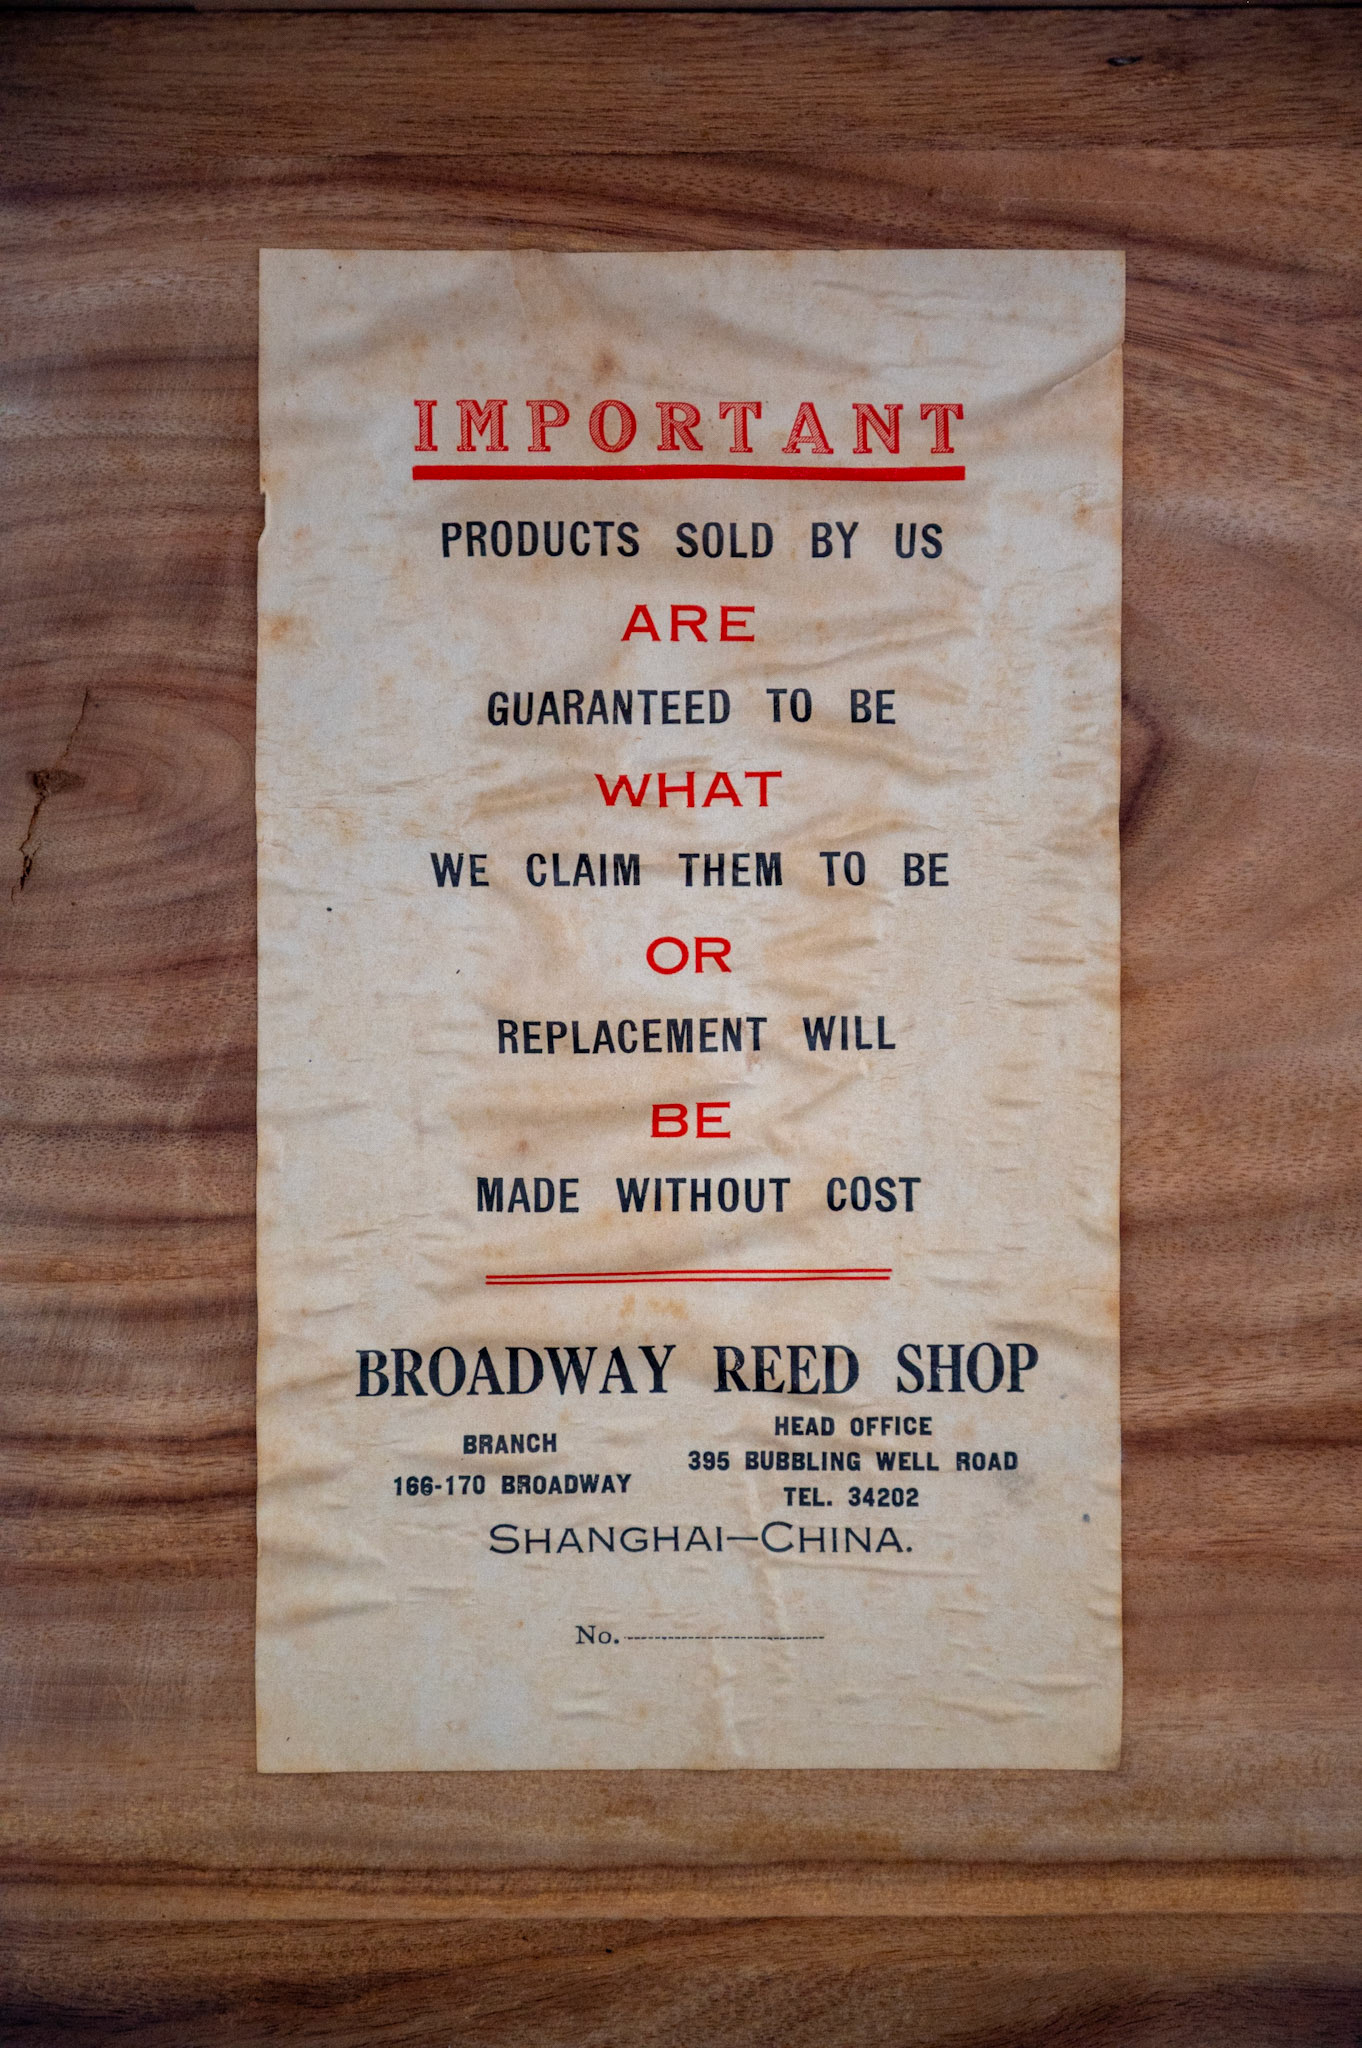 IMPORTANT
PRODUCTS SOLD BY US
ARE
GUARANTEED TO BE
WHAT
WE CLAIM THEM TO BE
OR
REPLACEMENT WILL
BE
MADE WITHOUT COST
BROADWAY REED SHOP
BRANCH
166-170 BROADWAY
HEAD OFFICE
395 BUBBLING WELL ROAD
TEL. 34202
SHANGHAI—CHINA.
No.